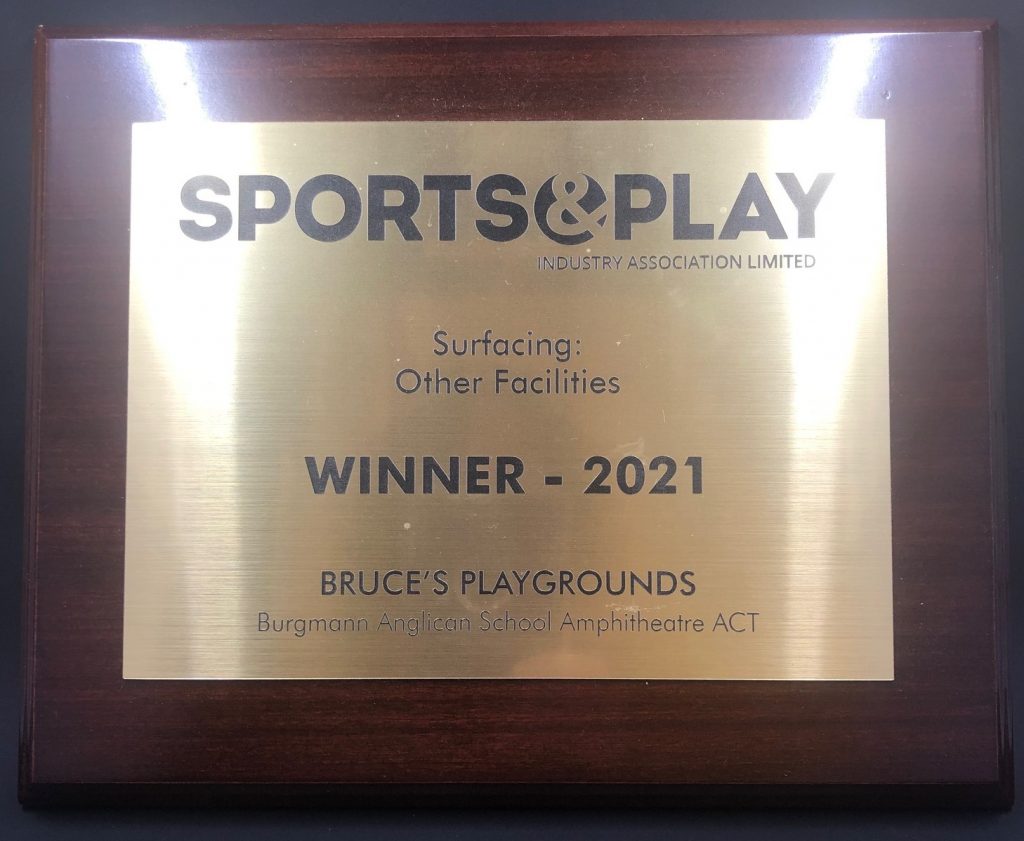 SPORTS&PLAY
INDUSTRY ASSOCIATION LIMITED
Surfacing:
Other Facilities
WINNER - 2021
BRUCE'S PLAYGROUNDS
Burgmann Anglican School Amphitheatre ACT